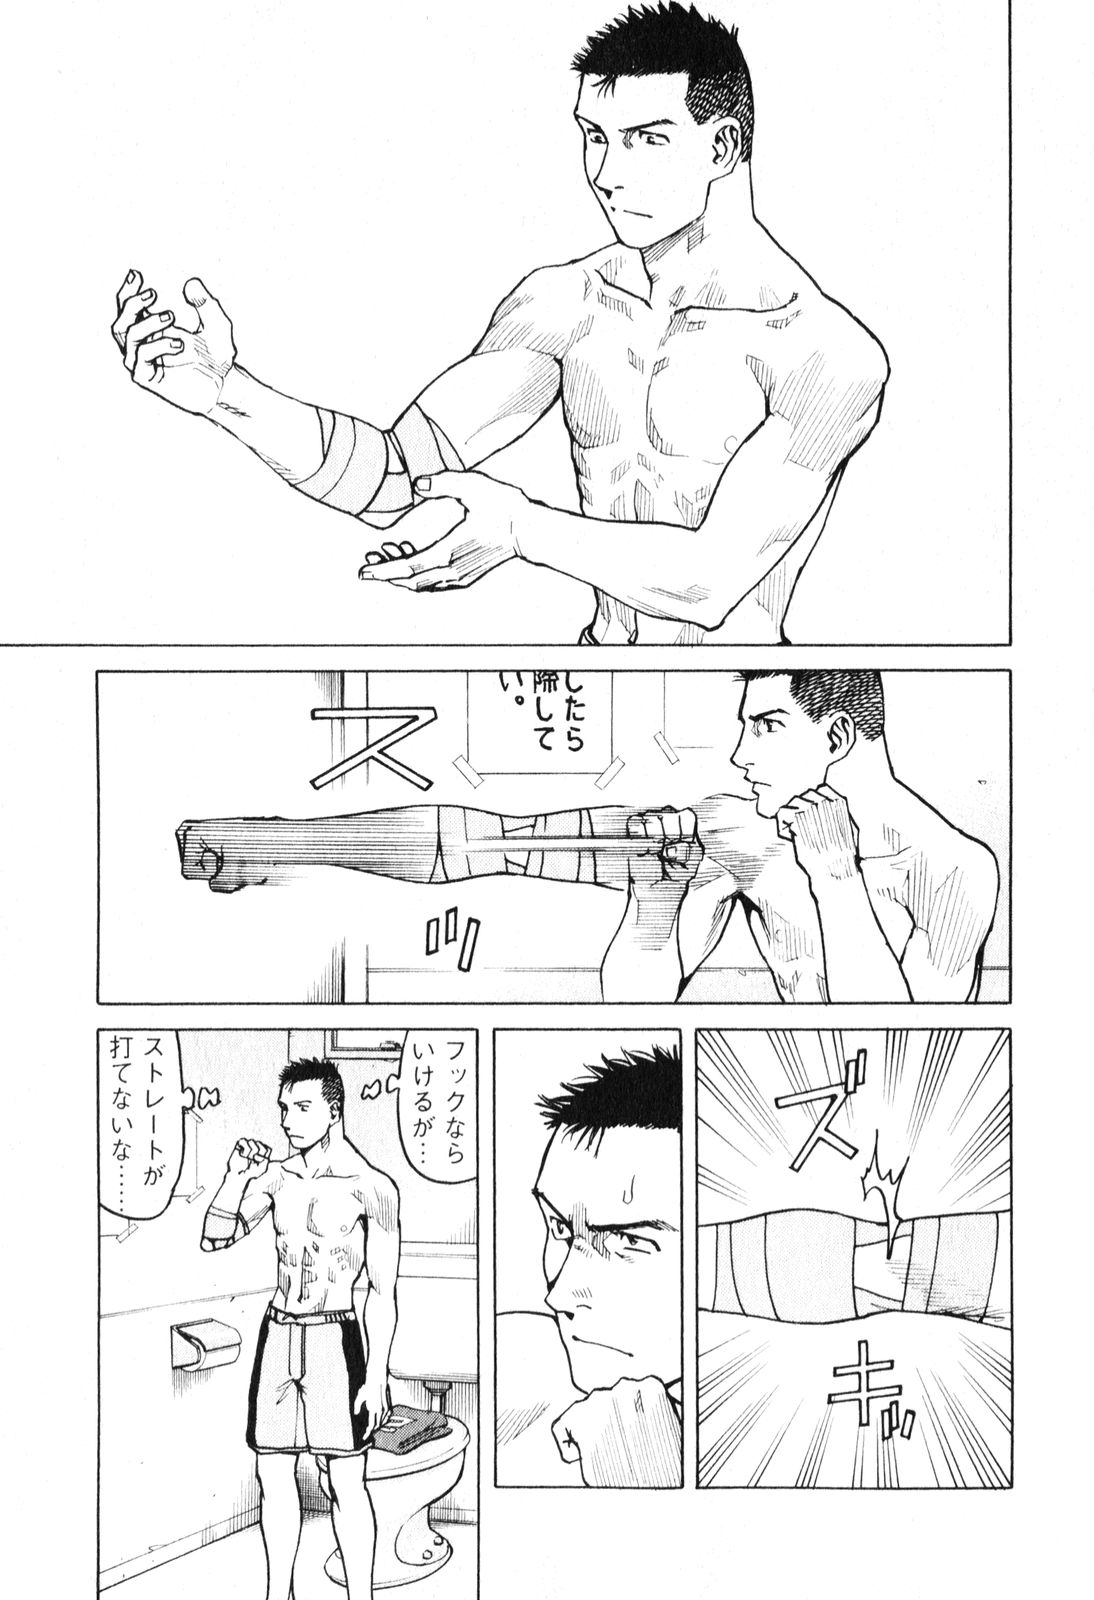 したら
除して
い。
スッ
ズキッ
フックなら
いけるが…
ストレートが
打てないな……